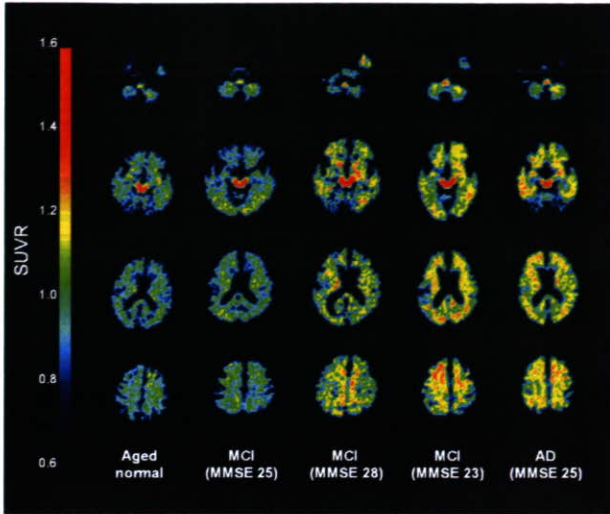 1.6
1.4
1.2
SUVR
1.0
0.8
0.6
Aged
normal
MCI
(MMSE 25)
MCI
(MMSE 28)
MCI
(MMSE 23)
AD
(MMSE 25)